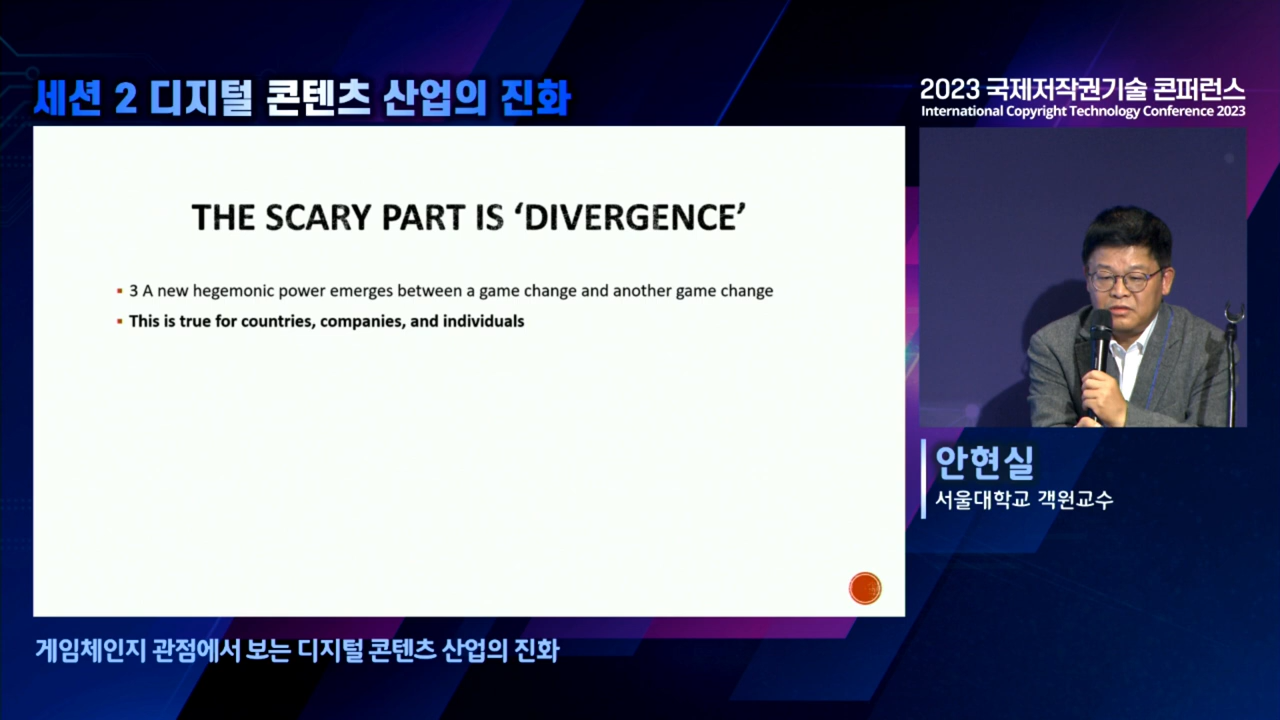 세션 2 디지털 콘텐츠 산업의 진화
2023 국제저작권기술 콘퍼런스
International Copyright Technology Conference 2023
THE SCARY PART IS ‘DIVERGENCE’
▪ 3 A new hegemonic power emerges between a game change and another game change
▪ This is true for countries, companies, and individuals
안현실
서울대학교 객원교수
게임체인지 관점에서 보는 디지털 콘텐츠 산업의 진화